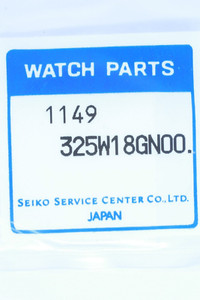 WATCH PARTS
1149
325W18GN00.
SEIKO SERVICE CENTER CO., LTD.
JAPAN